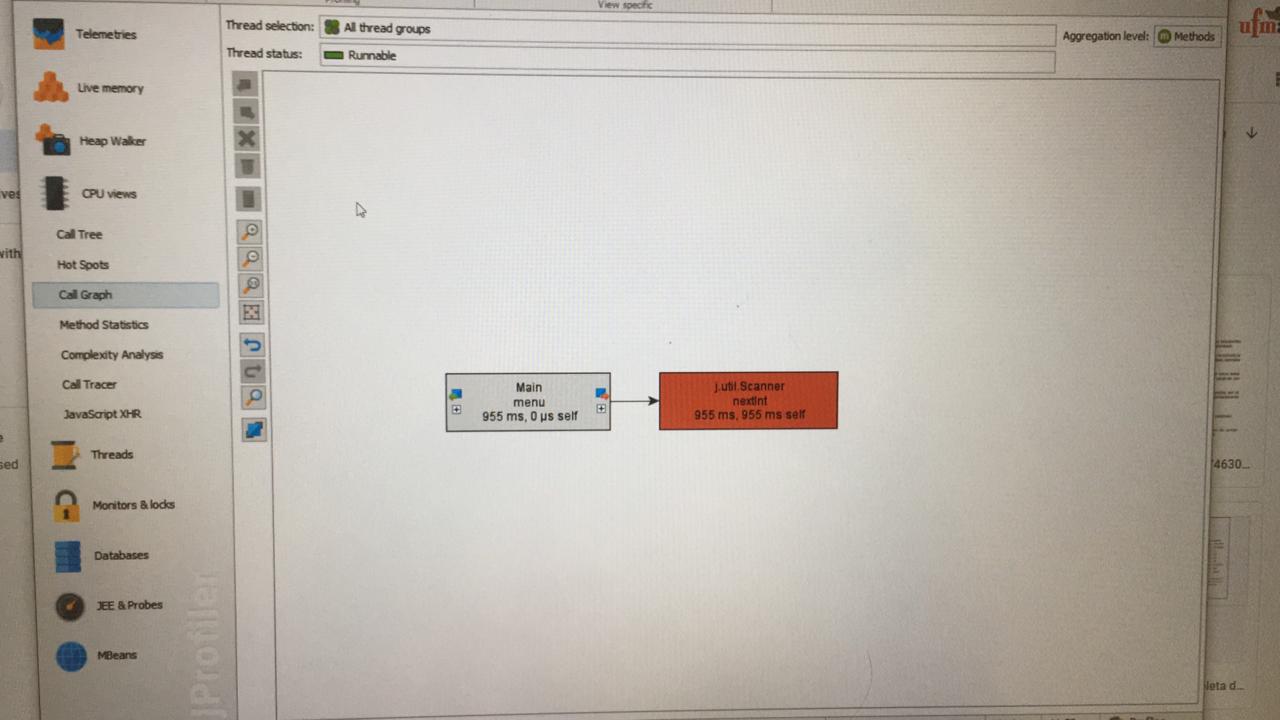 View specific
Thread selection: All thread groups
Aggregation level: Methods
Thread status: Runnable
Telemetries
Live memory
Heap Walker
CPU views
Call Tree
Hot Spots
Call Graph
Method Statistics
Complexity Analysis
Call Tracer
JavaScript XHR
Threads
Monitors & locks
Databases
JEE & Probes
MBeans
JProfiler
Main
menu
955 ms, 0 µs self
j.util.Scanner
nextInt
955 ms, 955 ms self
ufm
with
4630...
leta d...